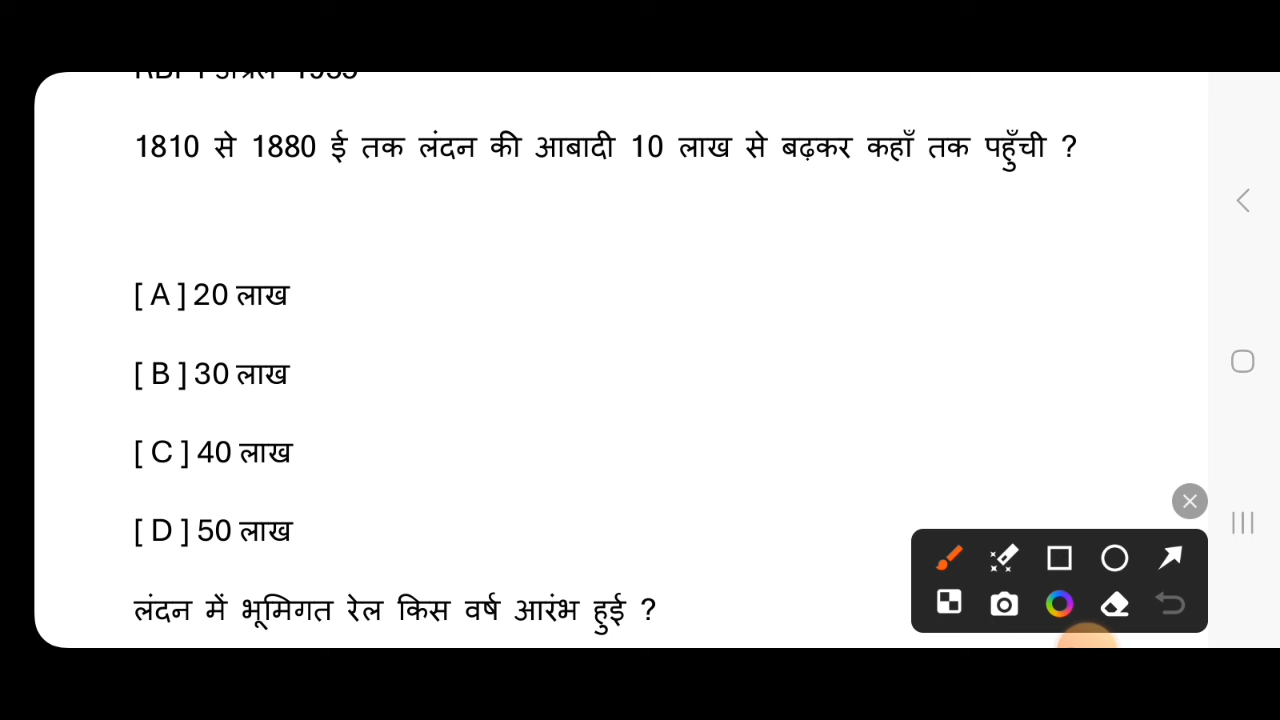 1810 से 1880 ई तक लंदन की आबादी 10 लाख से बढ़कर कहाँ तक पहुँची ?
[ A ] 20 लाख
[ B ] 30 लाख
[ C ] 40 लाख
[ D ] 50 लाख
लंदन में भूमिगत रेल किस वर्ष आरंभ हुई ?